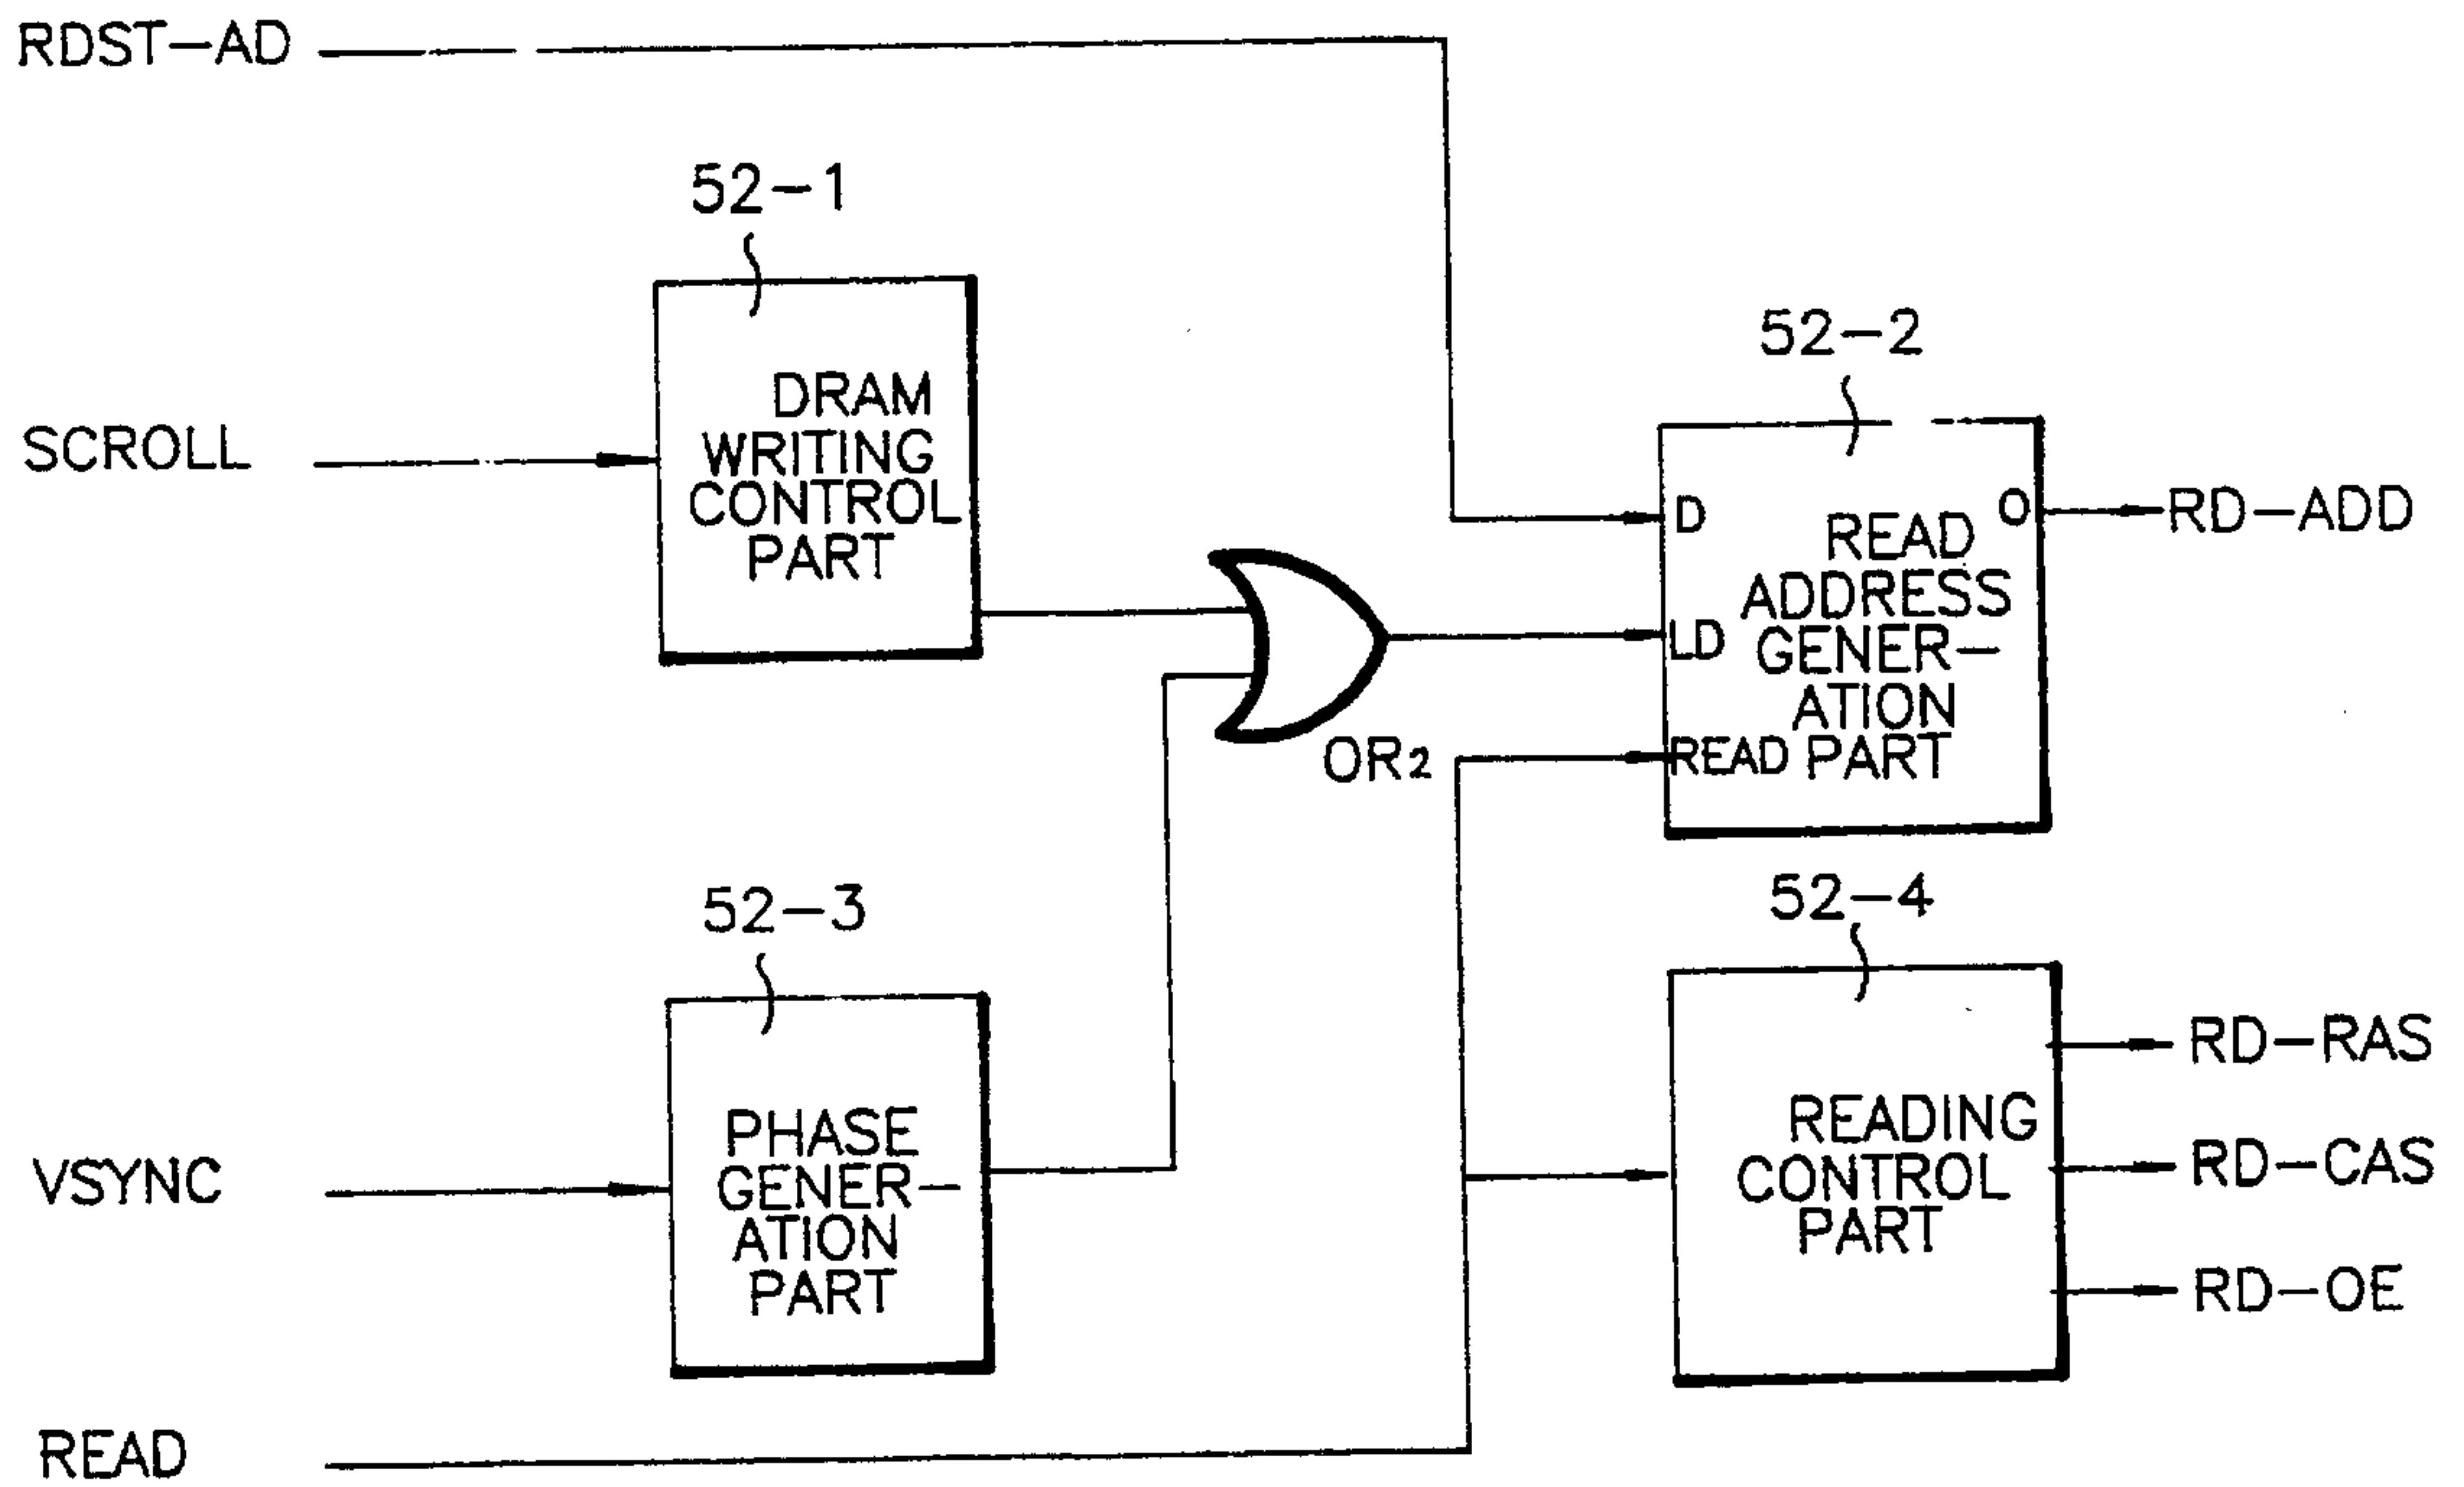 RDST-AD
52-1
SCROLL
DRAM
WRITING
CONTROL
PART
52-2
D
O
RD-ADD
READ
ADDRESS
LD
GENER-
ATION
READ
PART
OR2
52-3
VSYNC
PHASE
GENER-
ATION
PART
52-4
READING
CONTROL
PART
RD-RAS
RD-CAS
RD-OE
READ